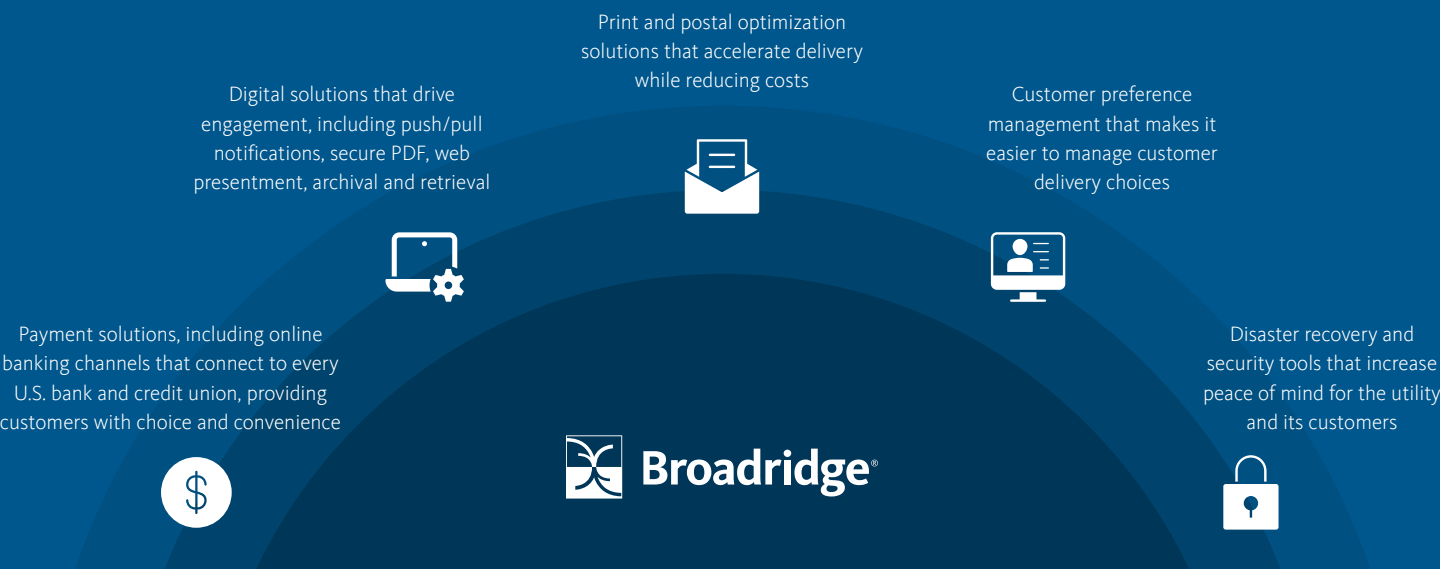 Print and postal optimization
solutions that accelerate delivery
while reducing costs
Digital solutions that drive
engagement, including push/pull
notifications, secure PDF, web
presentment, archival and retrieval
Customer preference
management that makes it
easier to manage customer
delivery choices
Payment solutions, including online
banking channels that connect to every
U.S. bank and credit union, providing
customers with choice and convenience
$
Disaster recovery and
security tools that increase
peace of mind for the utility
and its customers
Broadridge®